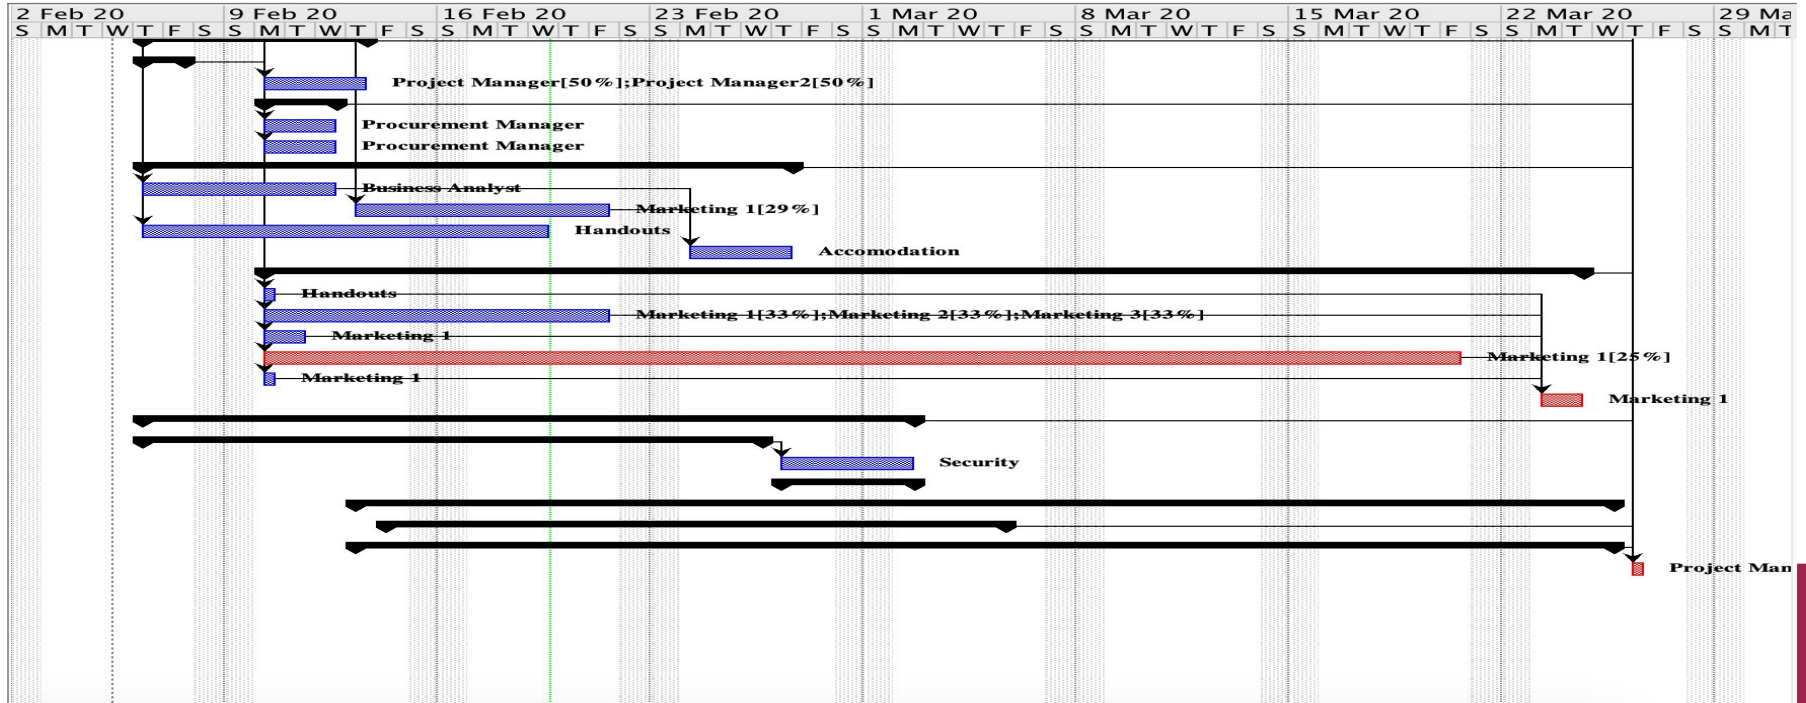 2 Feb 20 9 Feb 20 16 Feb 20 23 Feb 20 1 Mar 20 8 Mar 20 15 Mar 20 22 Mar 20 29 Ma
S M T W T F S S M T W T F S S M T W T F S S M T W T F S S M T W T F S S M T W T F S S M T W T F S S M T W T F S S M T
Project Manager[50%];Project Manager2[50%]
Procurement Manager
Procurement Manager
Business Analyst
Marketing 1[29%]
Handouts
Accomodation
Handouts
Marketing 1[33%];Marketing 2[33%];Marketing 3[33%]
Marketing 1
Marketing 1[25%]
Marketing 1
Marketing 1
Security
Project Man